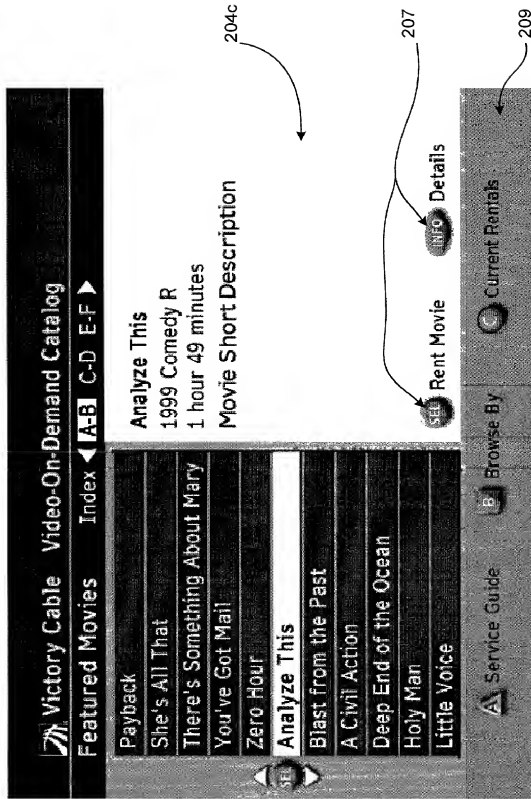 Victory Cable Video-On-Demand Catalog
Featured Movies Index A-B C-D E-F
Payback
She's All That
There's Something About Mary
You've Got Mail
Zero Hour
Analyze This
Blast from the Past
A Civil Action
Deep End of the Ocean
Holy Man
Little Voice
SEL
Analyze This
1999 Comedy R
1 hour 49 minutes
Movie Short Description
SEL Rent Movie INFO Details
A Service Guide B Browse By C Current Rentals
204c
207
209